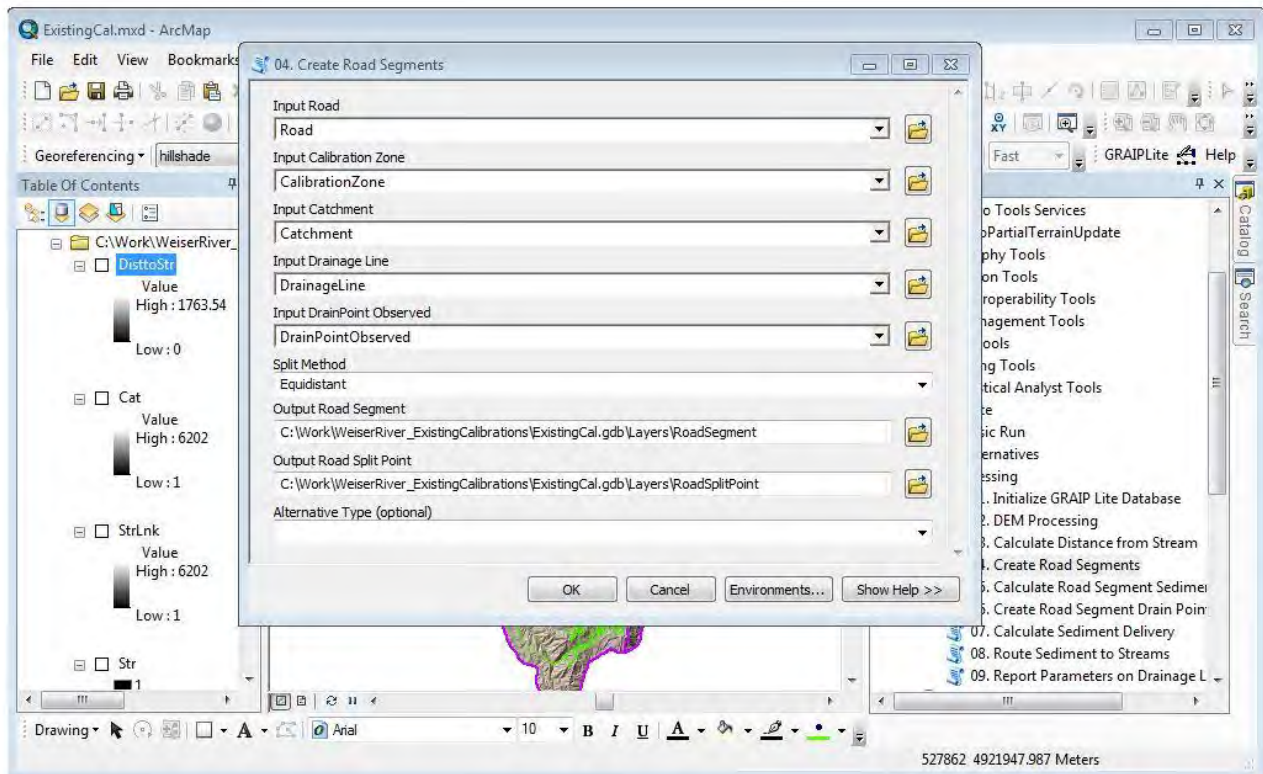 ExistingCal.mxd - ArcMap
File Edit View Bookmarks
Georeferencing hillshade
Fast GRAIPLite Help
Table Of Contents
C:\Work\WeiserRiver_
DisttoStr
Value
High : 1763.54
Low : 0
Cat
Value
High : 6202
Low : 1
StrLnk
Value
High : 6202
Low : 1
Str
1
04. Create Road Segments
Input Road
Road
Input Calibration Zone
CalibrationZone
Input Catchment
Catchment
Input Drainage Line
DrainageLine
Input DrainPoint Observed
DrainPointObserved
Split Method
Equidistant
Output Road Segment
C:\Work\WeiserRiver_ExistingCalibrations\ExistingCal.gdb\Layers\RoadSegment
Output Road Split Point
C:\Work\WeiserRiver_ExistingCalibrations\ExistingCal.gdb\Layers\RoadSplitPoint
Alternative Type (optional)
OK Cancel Environments... Show Help >>
XY
o Tools Services
PartialTerrainUpdate
phy Tools
on Tools
roperability Tools
nagement Tools
ools
ng Tools
tical Analyst Tools
te
sic Run
ernatives
essing
. Initialize GRAIP Lite Database
2. DEM Processing
3. Calculate Distance from Stream
4. Create Road Segments
5. Calculate Road Segment Sedimen
6. Create Road Segment Drain Poin
07. Calculate Sediment Delivery
08. Route Sediment to Streams
09. Report Parameters on Drainage L
Catalog
Search
Drawing A Arial 10 B I U A
527862 4921947.987 Meters